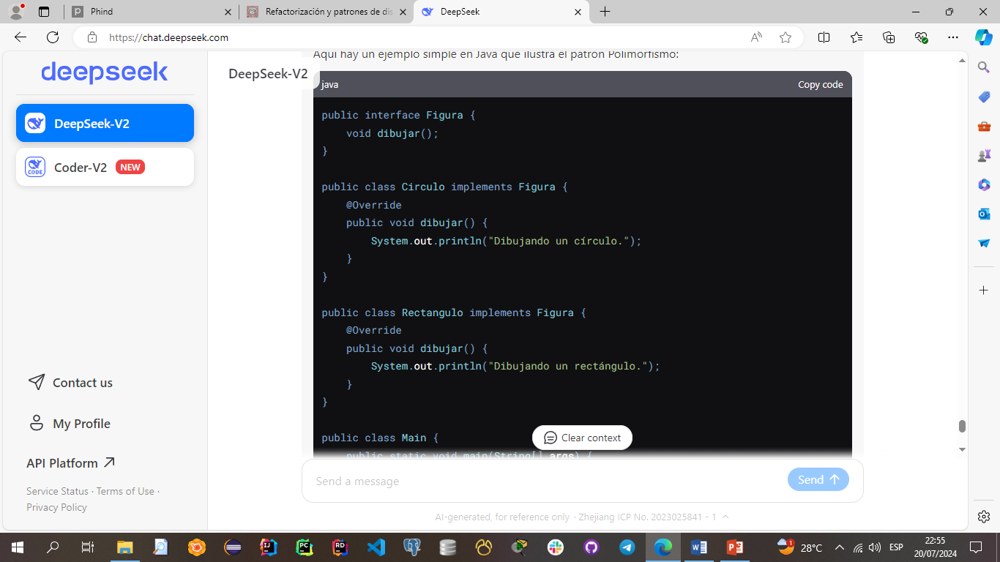 Phind
Refactorización y patrones de dis
DeepSeek
https://chat.deepseek.com
deepseek
DeepSeek-V2
Coder-V2 NEW
Contact us
My Profile
API Platform
Service Status · Terms of Use ·
Privacy Policy
DeepSeek-V2
Aquí hay un ejemplo simple en Java que ilustra el patrón Polimorfismo:
java
Copy code
public interface Figura {
    void dibujar();
}
public class Circulo implements Figura {
    @Override
    public void dibujar() {
        System.out.println("Dibujando un círculo.");
    }
}
public class Rectangulo implements Figura {
    @Override
    public void dibujar() {
        System.out.println("Dibujando un rectángulo.");
    }
}
public class Main {
    public static void main(String[] args) {
Clear context
Send a message
Send
AI-generated, for reference only · Zhejiang ICP No. 2023025841 - 1
28°C
ESP
22:55
20/07/2024